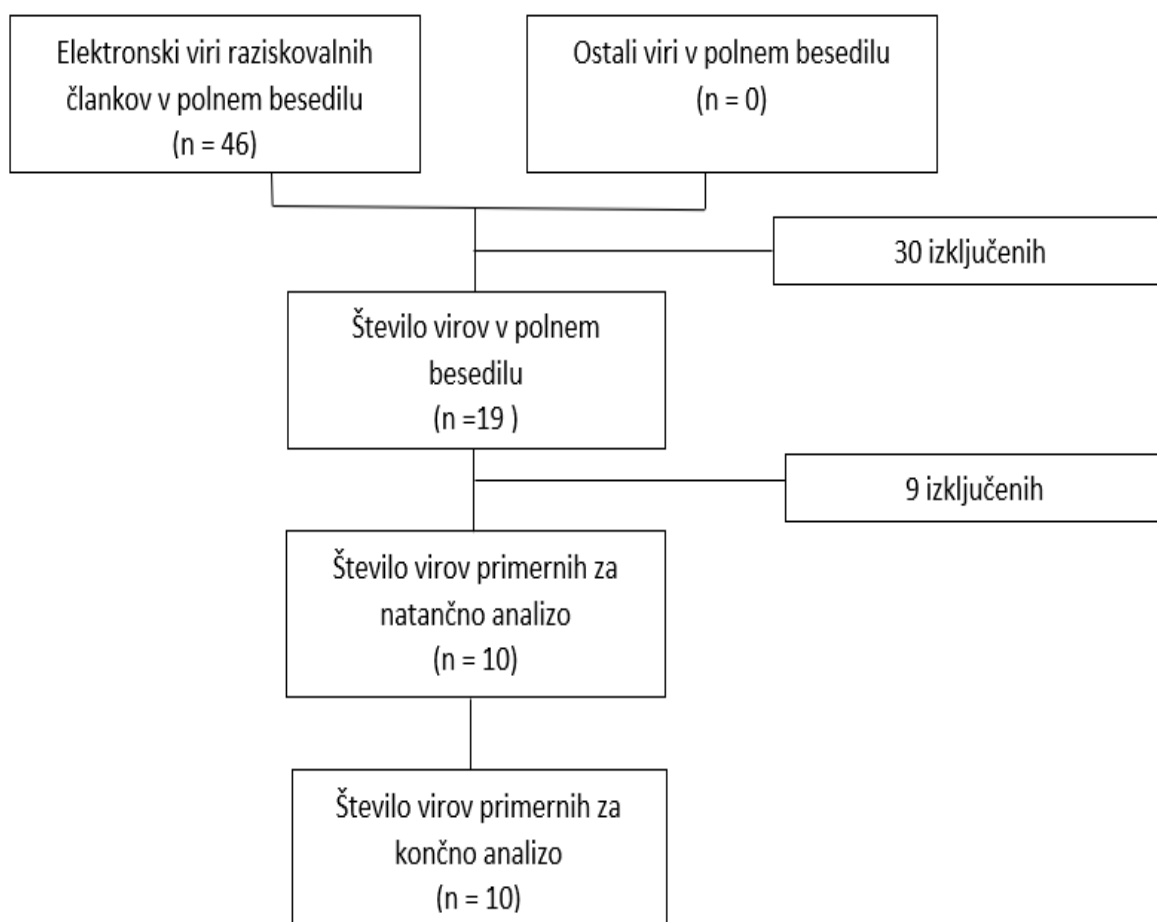 Elektronski viri raziskovalnih
člankov v polnem besedilu
(n = 46)
Ostali viri v polnem besedilu
(n = 0)
30 izključenih
Število virov v polnem
besedilu
(n =19 )
9 izključenih
Število virov primernih za
natančno analizo
(n = 10)
Število virov primernih za
končno analizo
(n = 10)